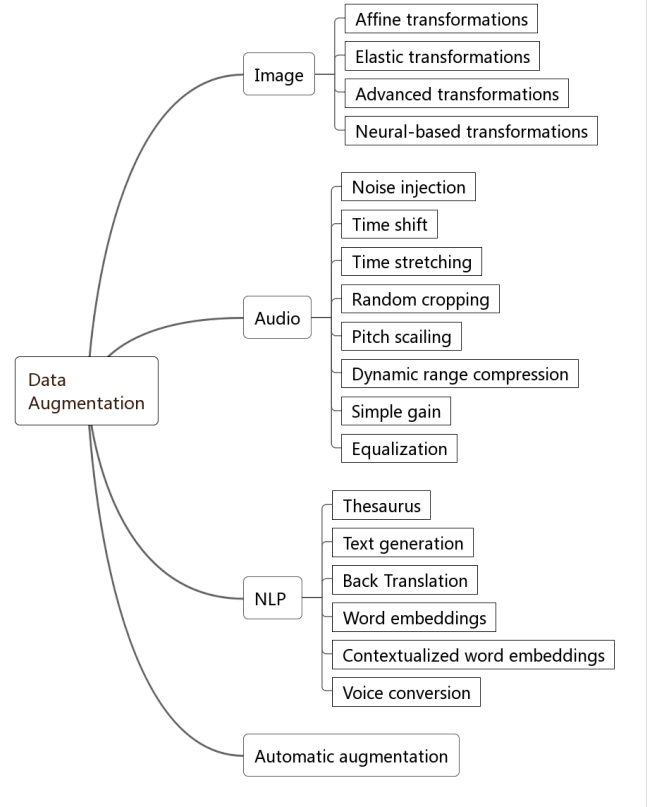 Data
Augmentation
Image
Affine transformations
Elastic transformations
Advanced transformations
Neural-based transformations
Audio
Noise injection
Time shift
Time stretching
Random cropping
Pitch scailing
Dynamic range compression
Simple gain
Equalization
NLP
Thesaurus
Text generation
Back Translation
Word embeddings
Contextualized word embeddings
Voice conversion
Automatic augmentation